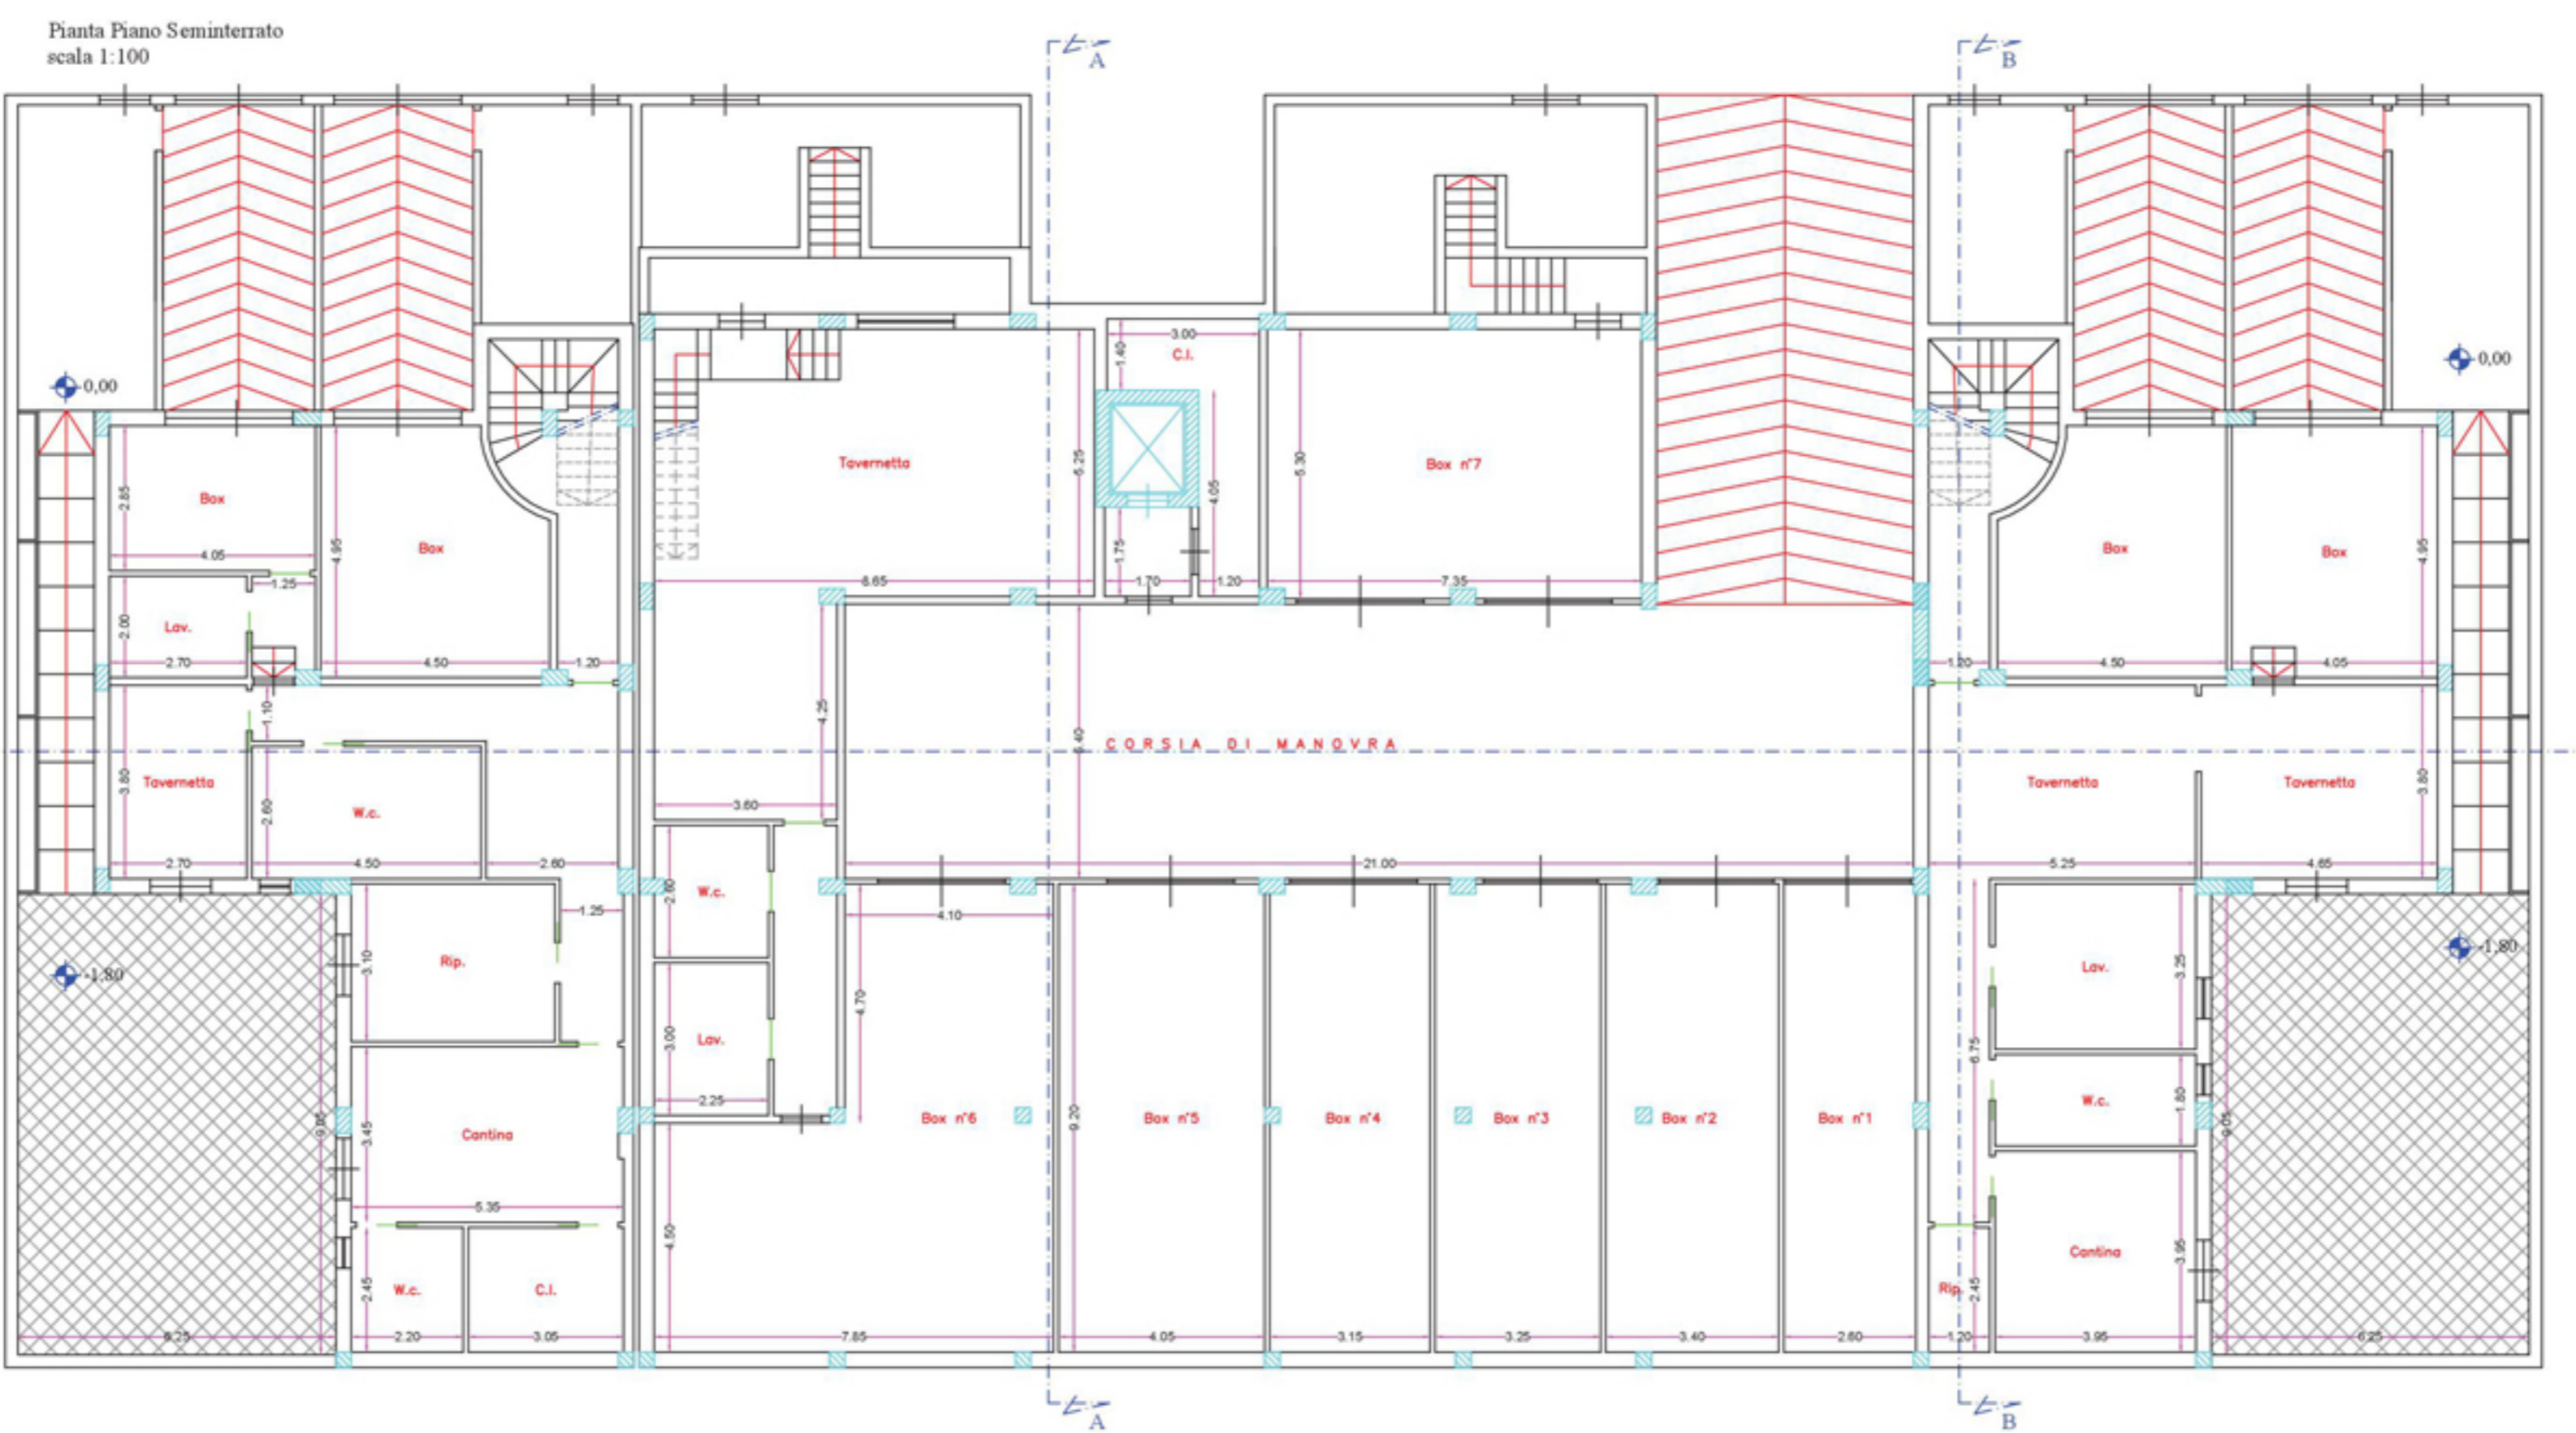 Pianta Piano Seminterrato
scala 1:100
A
B
0,00
0,00
3.00
1.40
C.I.
Tavernetta
6.25
4.05
5.30
Box n°7
Box
2.85
4.05
4.95
Box
Box
Box
4.95
1.25
1.75
8.65
1.70
1.20
7.35
Lav.
2.00
2.70
4.50
1.20
1.20
4.50
4.05
1.10
4.25
6.40
CORSIA DI MANOVRA
Tavernetta
3.80
2.60
W.c.
3.60
Tavernetta
Tavernetta
3.80
2.70
4.50
2.60
21.00
5.25
4.65
2.60
W.c.
1.25
4.10
Rip.
3.10
-1,80
4.70
Lav.
3.25
-1,80
3.00
Lav.
6.75
2.25
W.c.
1.80
9.05
3.45
Cantina
9.20
Box n°6
Box n°5
Box n°4
Box n°3
Box n°2
Box n°1
9.05
5.35
4.50
Cantina
3.95
2.45
W.c.
C.I.
Rip.
2.45
6.25
2.20
3.05
7.85
4.05
3.15
3.25
3.40
2.60
1.20
3.95
6.25
A
B